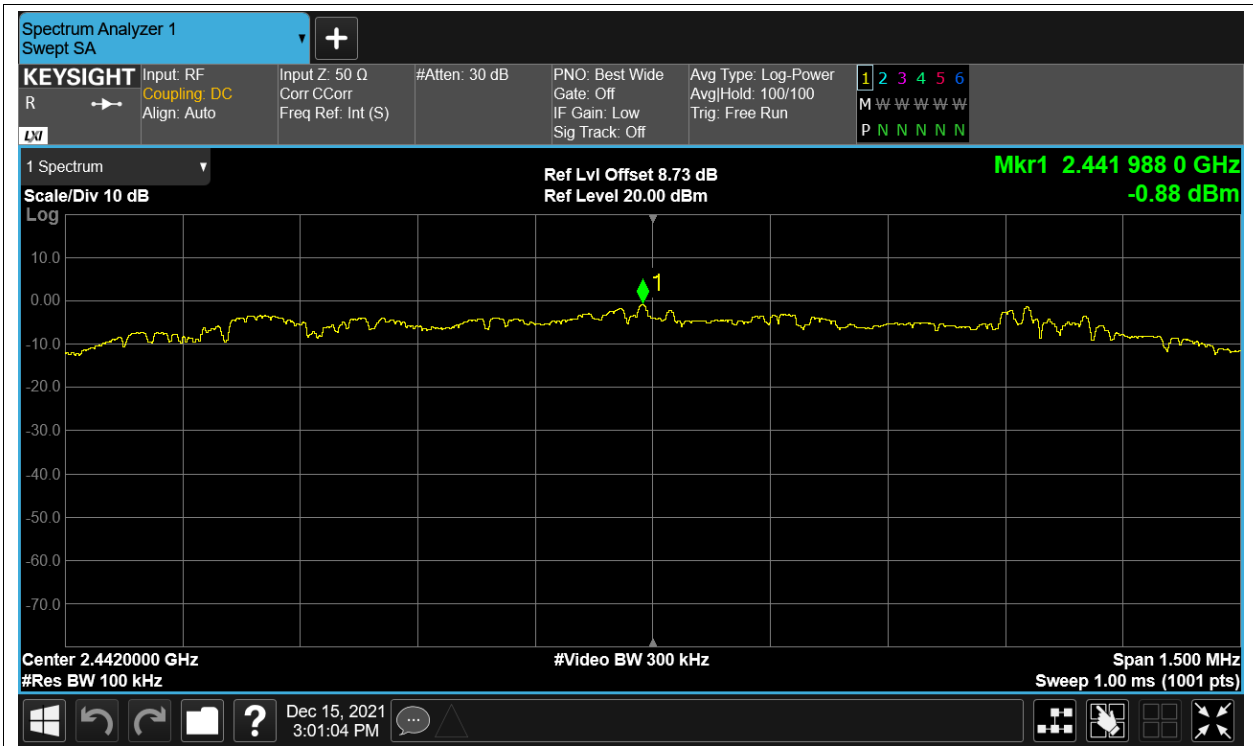 Spectrum Analyzer 1
Swept SA
KEYSIGHT
R
LXI
Input: RF
Coupling: DC
Align: Auto
Input Z: 50 Ω
Corr CCorr
Freq Ref: Int (S)
#Atten: 30 dB
PNO: Best Wide
Gate: Off
IF Gain: Low
Sig Track: Off
Avg Type: Log-Power
Avg|Hold: 100/100
Trig: Free Run
1 2 3 4 5 6
M W W W W W
P N N N N N
1 Spectrum
Scale/Div 10 dB
Log
Ref Lvl Offset 8.73 dB
Ref Level 20.00 dBm
Mkr1 2.441 988 0 GHz
-0.88 dBm
10.0
0.00
-10.0
-20.0
-30.0
-40.0
-50.0
-60.0
-70.0
1
Center 2.4420000 GHz
#Res BW 100 kHz
#Video BW 300 kHz
Span 1.500 MHz
Sweep 1.00 ms (1001 pts)
?
Dec 15, 2021
3:01:04 PM